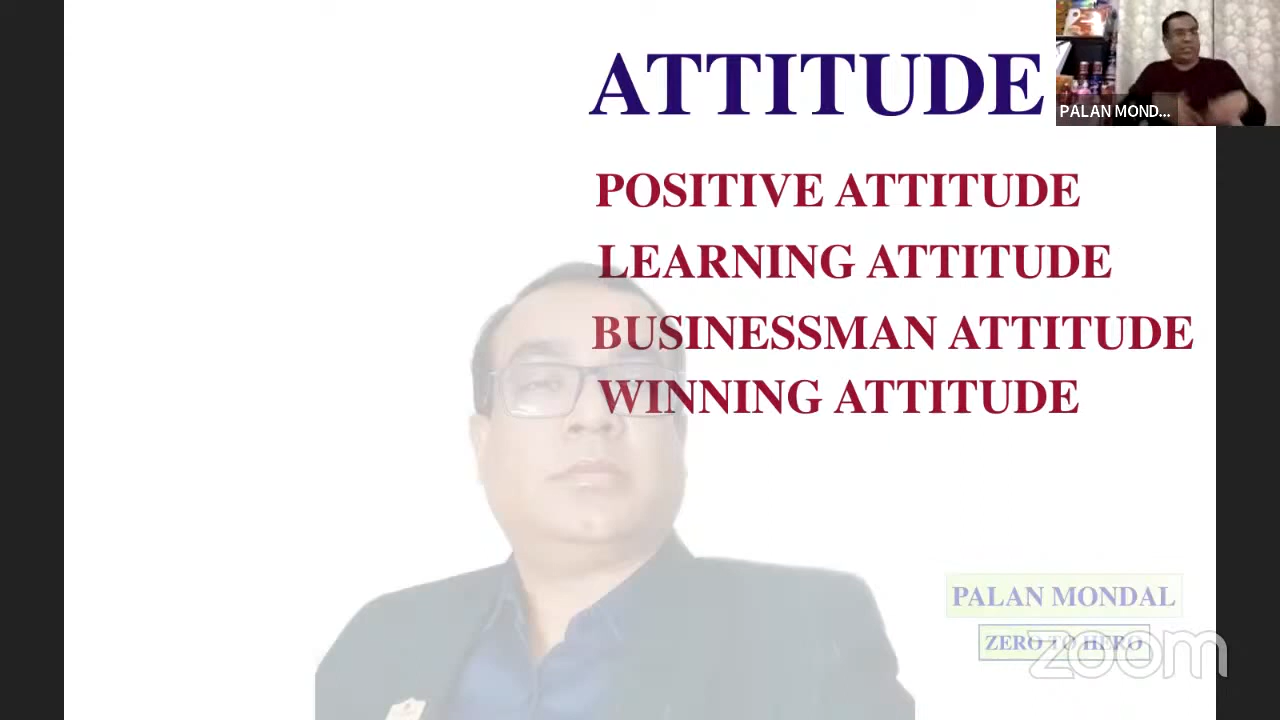 ATTITUDE
PALAN MOND...
POSITIVE ATTITUDE
LEARNING ATTITUDE
BUSINESSMAN ATTITUDE
WINNING ATTITUDE
PALAN MONDAL
ZERO TO HERO
zoom